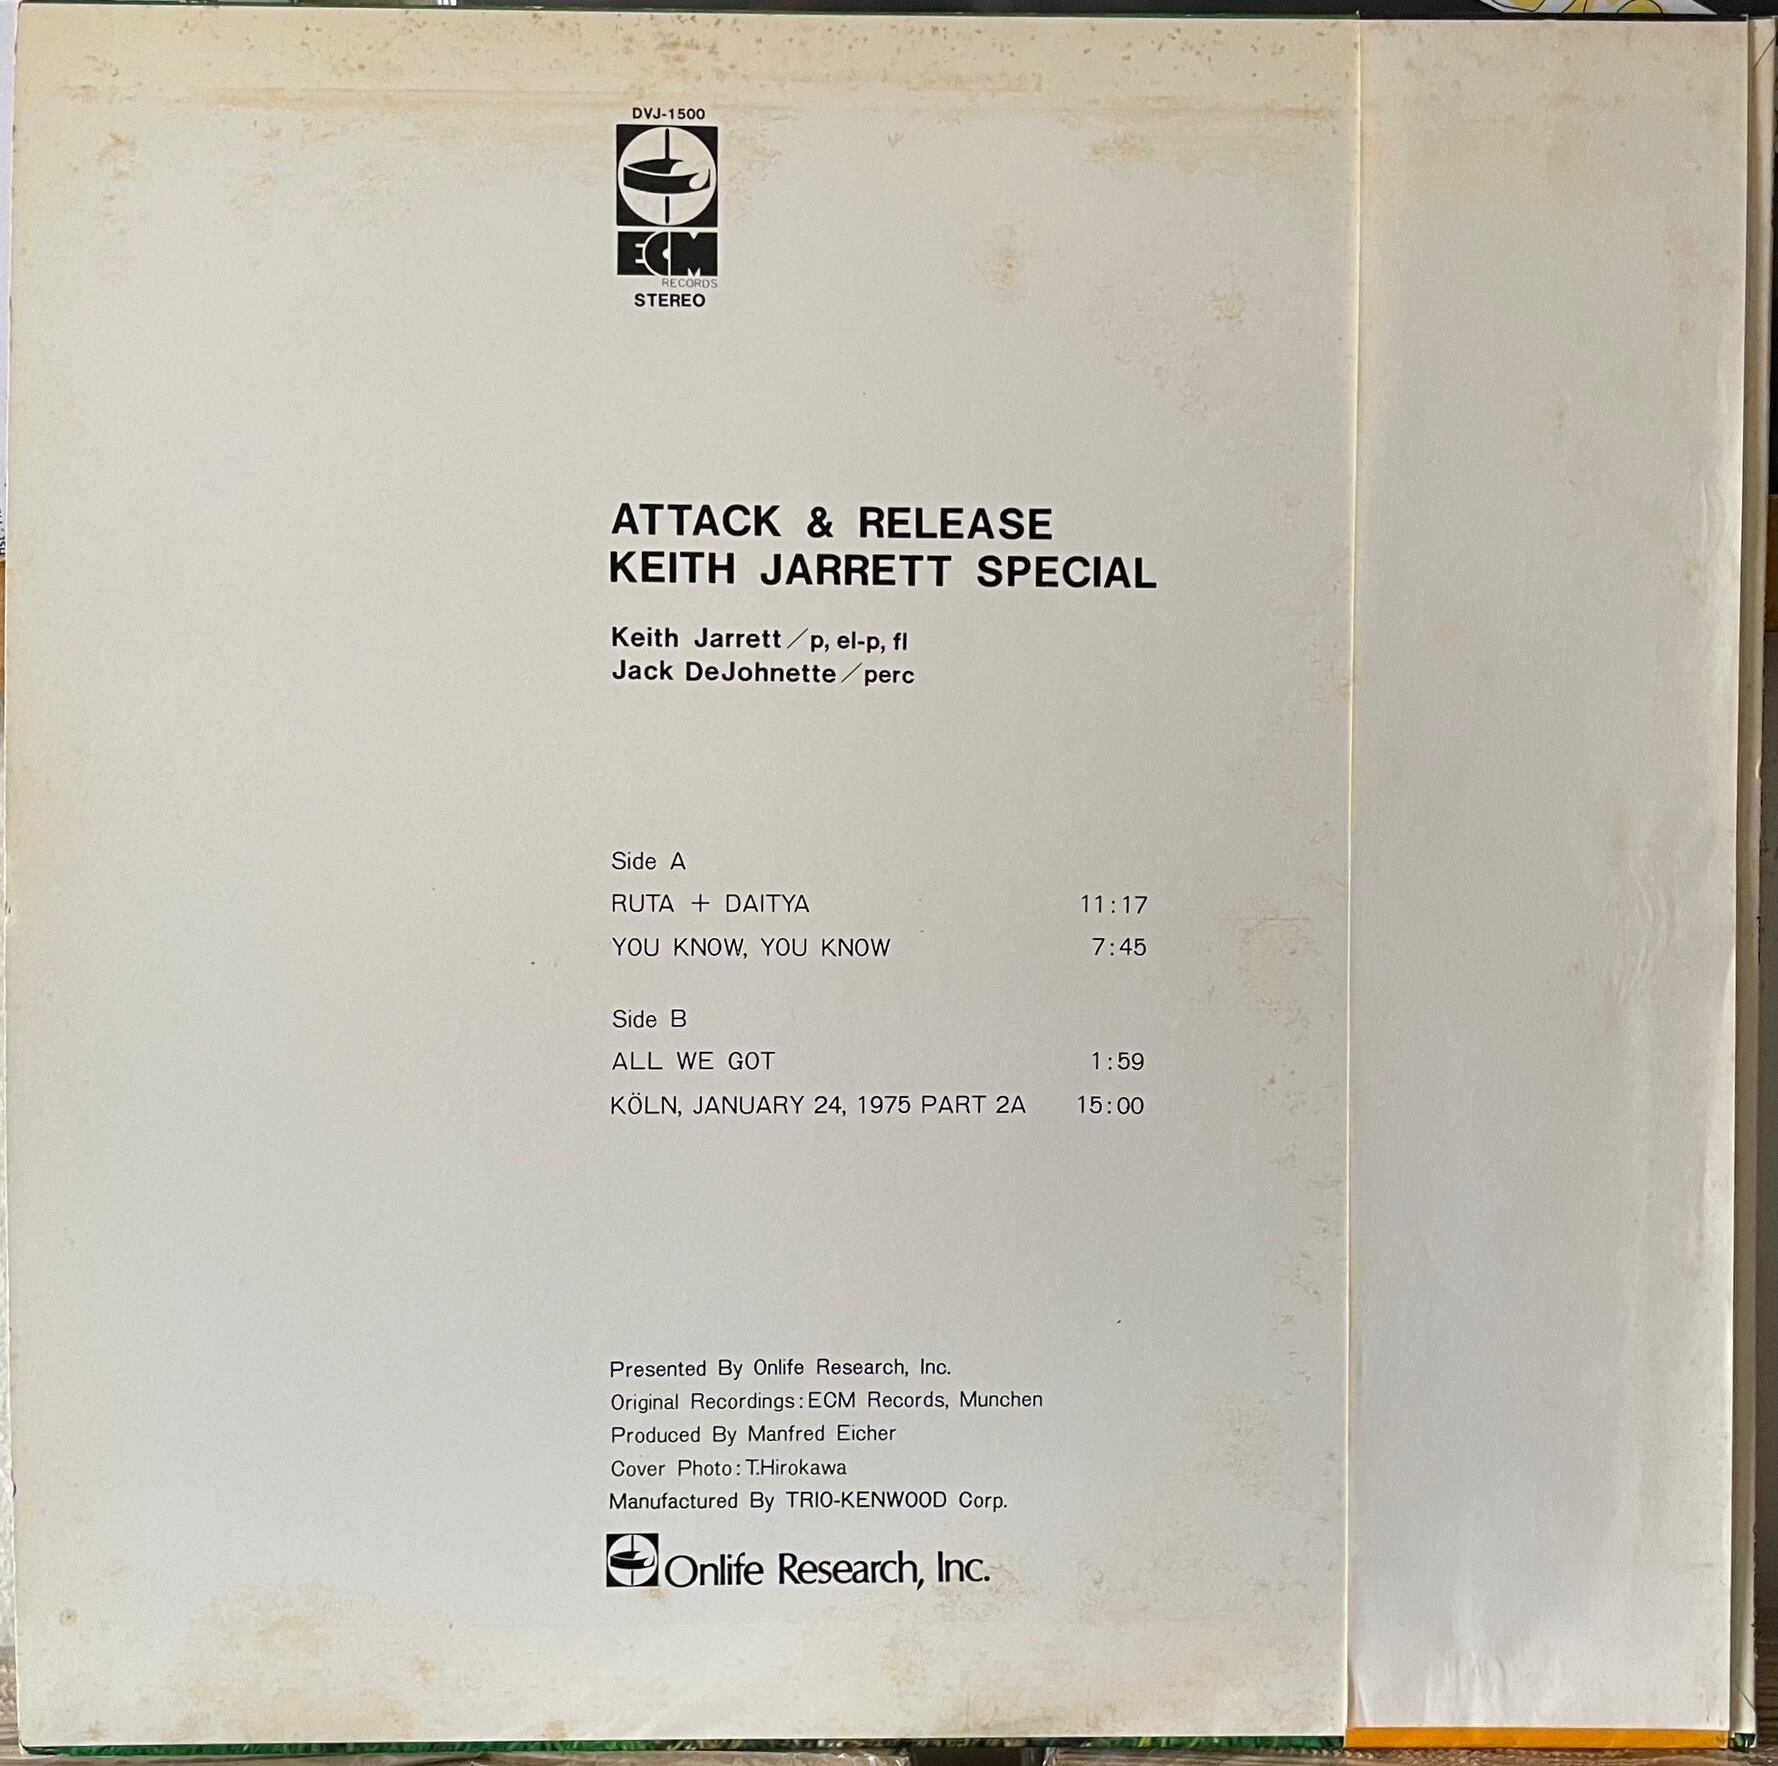 DVJ-1500
ECM
RECORDS
STEREO
ATTACK & RELEASE
KEITH JARRETT SPECIAL
Keith Jarrett/p, el-p, fl
Jack DeJohnette/perc
Side A
RUTA + DAITYA 11:17
YOU KNOW, YOU KNOW 7:45
Side B
ALL WE GOT 1:59
KÖLN, JANUARY 24, 1975 PART 2A 15:00
Presented By Onlife Research, Inc.
Original Recordings:ECM Records, Munchen
Produced By Manfred Eicher
Cover Photo:T.Hirokawa
Manufactured By TRIO-KENWOOD Corp.
Onlife Research, Inc.